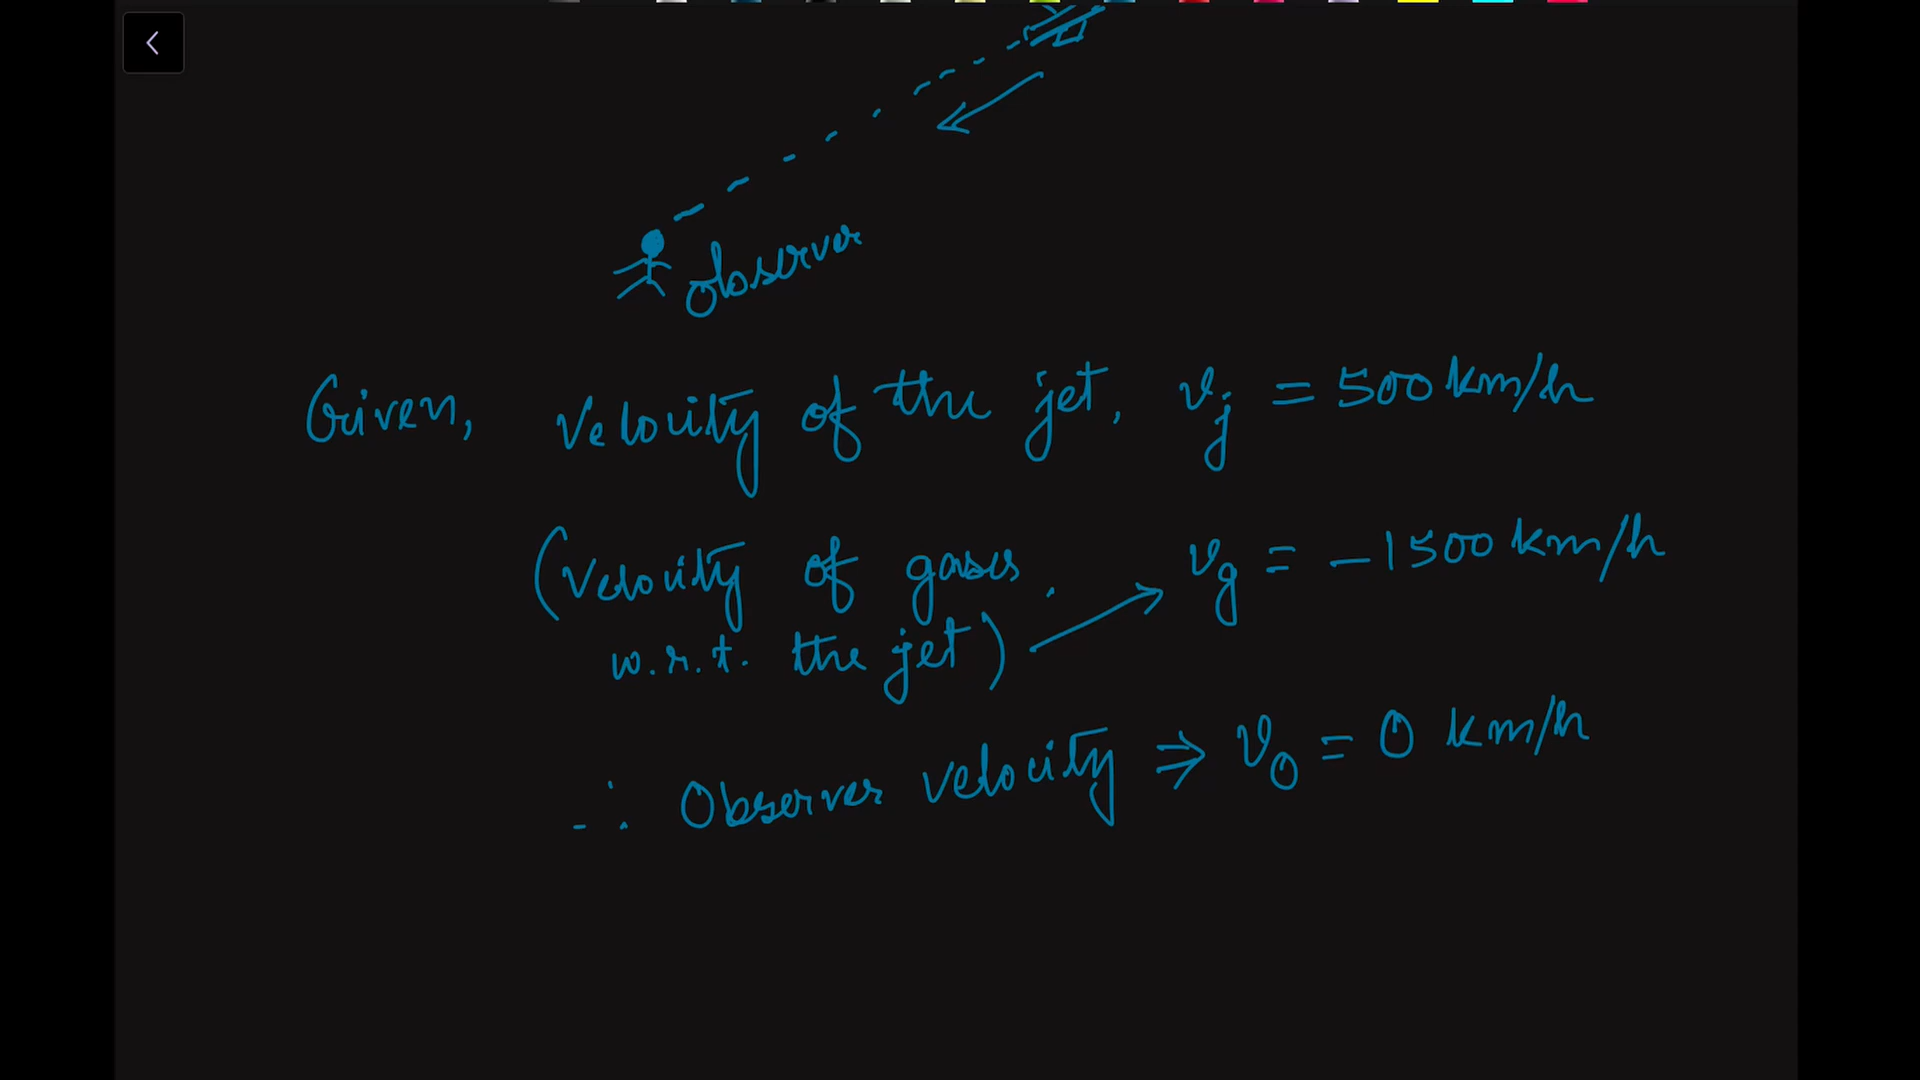 observer
Given, velocity of the jet, vj = 500 km/h
(velocity of gases vg = -1500 km/h
w.r.t. the jet)
∴ Observer velocity ⇒ vo = 0 km/h